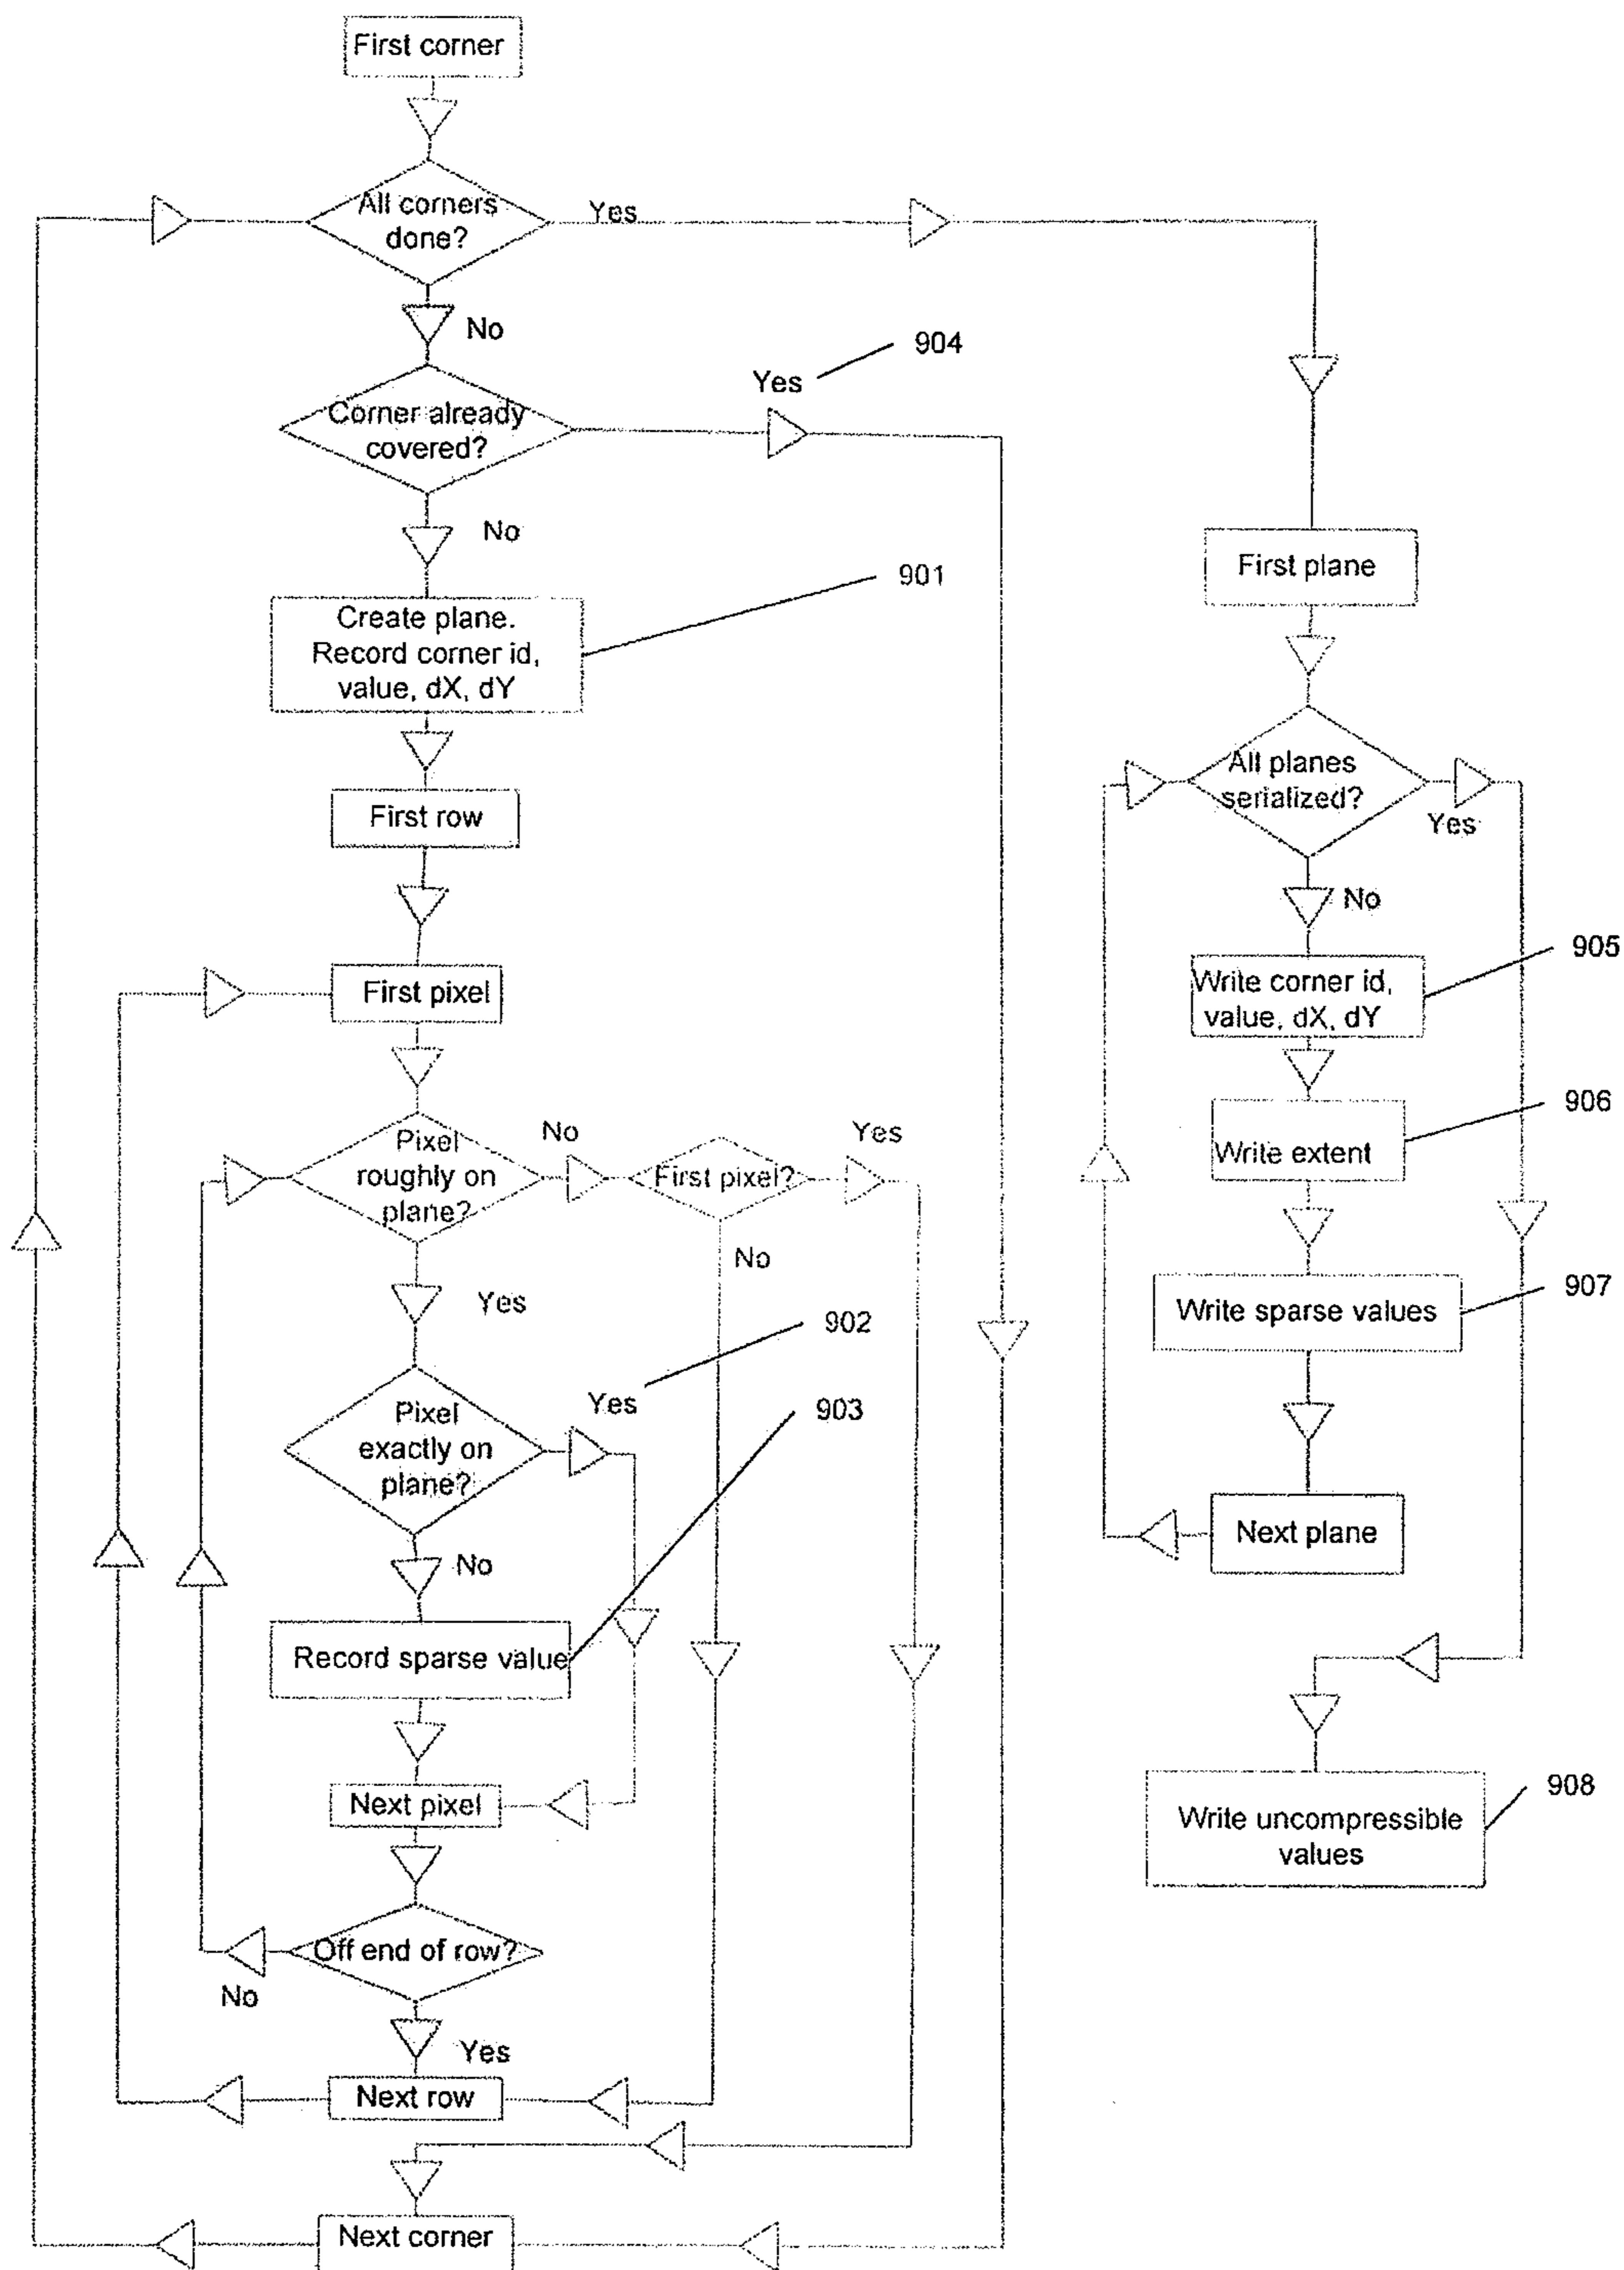 First corner
All corners
done?
Yes
No
904
Yes
Corner already
covered?
No
901
Create plane.
Record corner id,
value, dX, dY
First row
First pixel
Pixel
roughly on
plane?
No
First pixel?
Yes
No
Yes
902
Yes
903
Pixel
exactly on
plane?
No
Record sparse value
Next pixel
Off end of row?
No
Yes
Next row
Next corner
First plane
All planes
serialized?
Yes
No
905
Write corner id,
value, dX, dY
906
Write extent
907
Write sparse values
Next plane
908
Write uncompressible
values